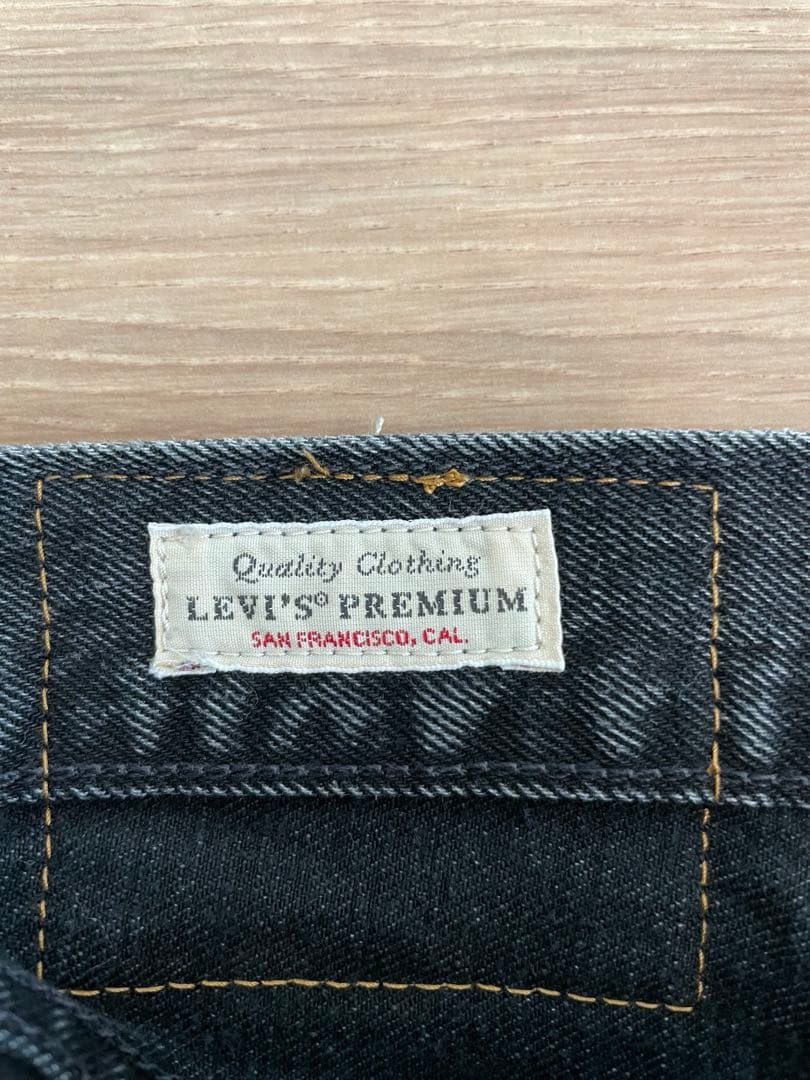 Quality Clothing
LEVI'S® PREMIUM
SAN FRANCISCO, CAL.